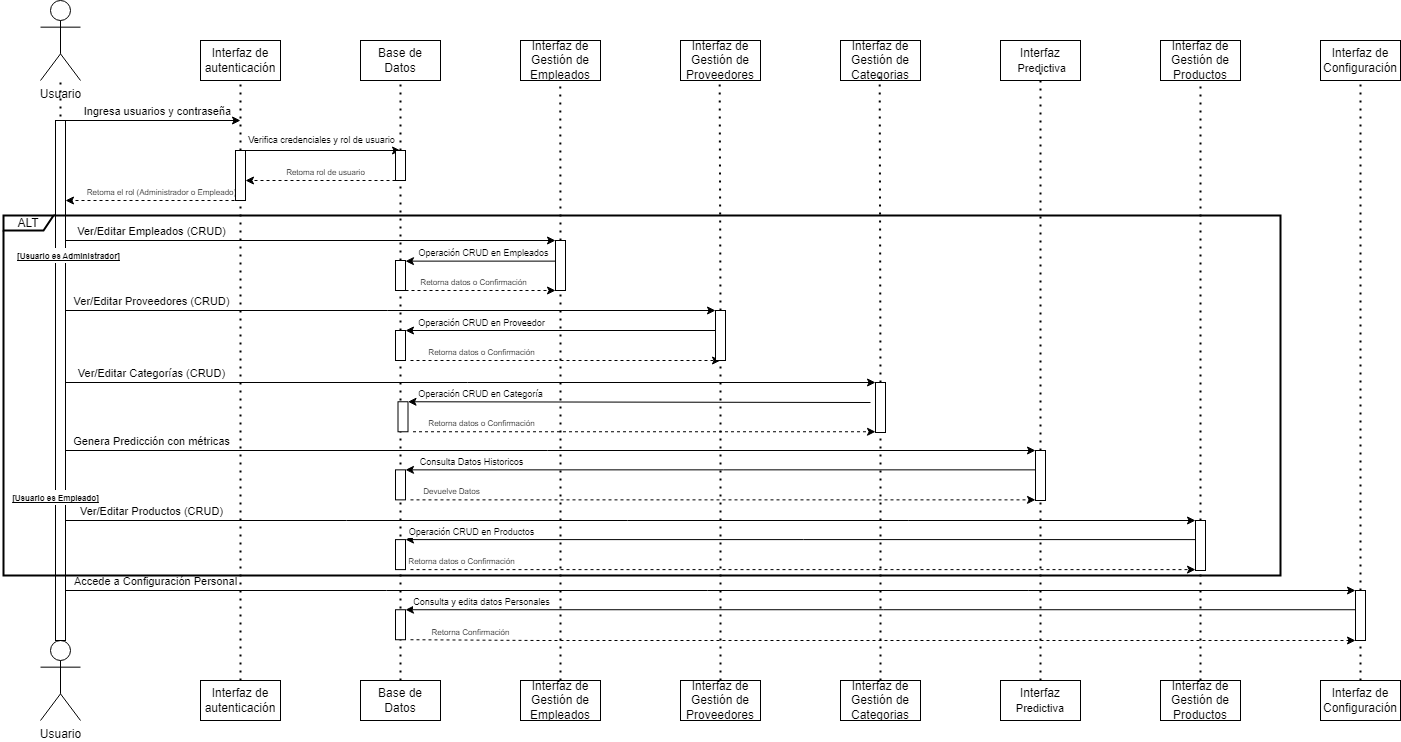 Interfaz de
autenticación
Base de
Datos
Interfaz de
Gestión de
Empleados
Interfaz de
Gestión de
Proveedores
Interfaz de
Gestión de
Categorias
Interfaz
Predictiva
Interfaz de
Gestión de
Productos
Interfaz de
Configuración
Usuario
Ingresa usuarios y contraseña
Verifica credenciales y rol de usuario
Retorna rol de usuario
Retorna el rol (Administrador o Empleado
ALT
Ver/Editar Empleados (CRUD)
[Usuario es Administrador]
Operación CRUD en Empleados
Retorna datos o Confirmación
Ver/Editar Proveedores (CRUD)
Operación CRUD en Proveedor
Retorna datos o Confirmación
Ver/Editar Categorías (CRUD)
Operación CRUD en Categoría
Retorna datos o Confirmación
Genera Predicción con métricas
Consulta Datos Historicos
Devuelve Datos
[Usuario es Empleado]
Ver/Editar Productos (CRUD)
Operación CRUD en Productos
Retorna datos o Confirmación
Accede a Configuración Personal
Consulta y edita datos Personales
Retorna Confirmación
Interfaz de
autenticación
Base de
Datos
Interfaz de
Gestión de
Empleados
Interfaz de
Gestión de
Proveedores
Interfaz de
Gestión de
Categorias
Interfaz
Predictiva
Interfaz de
Gestión de
Productos
Interfaz de
Configuración
Usuario